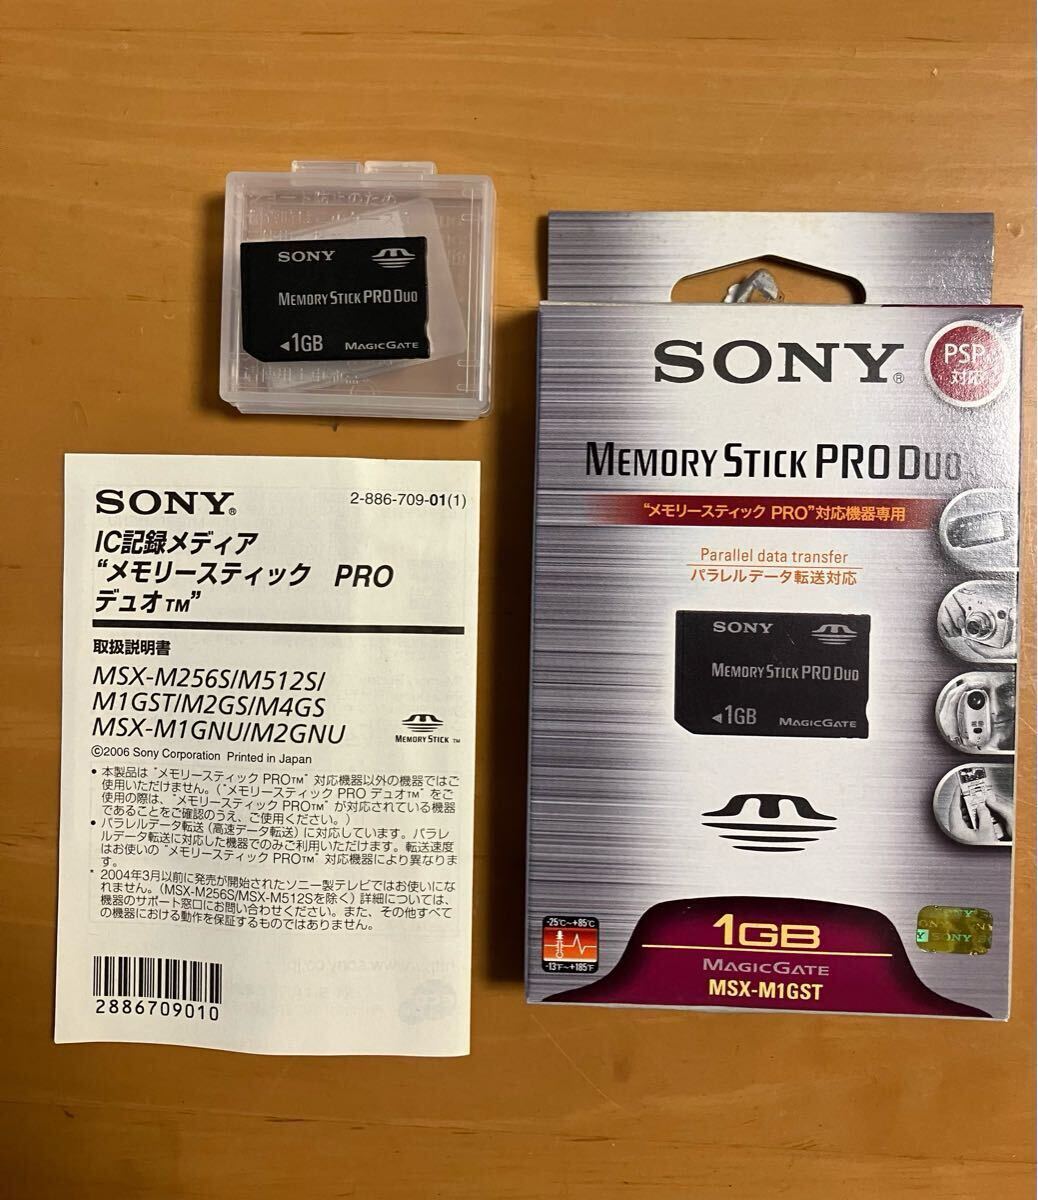 SONY
MEMORY STICK PRO DUO
◀1GB MAGICGATE
SONY® 2-886-709-01(1)
IC記録メディア
“メモリースティック PRO
デュオ™”
取扱説明書
MSX-M256S/M512S/
M1GST/M2GS/M4GS
MSX-M1GNU/M2GNU
MEMORY STICK ™
©2006 Sony Corporation Printed in Japan
• 本製品は“メモリースティック PRO™”対応機器以外の機器ではご
使用いただけません。(“メモリースティック PRO デュオ™”をご
使用の際は、“メモリースティック PRO™”が対応されている機器
であることをご確認のうえ、ご使用ください。)
• パラレルデータ転送(高速データ転送)に対応しています。パラレ
ルデータ転送に対応した機器でのみご利用いただけます。転送速度
はお使いの“メモリースティック PRO™”対応機器により異なりま
す。
* 2004年3月以前に発売が開始されたソニー製テレビではお使いにな
れません。(MSX-M256S/MSX-M512Sを除く)詳細については、
機器のサポート窓口にお問い合わせください。また、その他すべて
の機器における動作を保証するものではありません。
2886709010
SONY®
PSP™
対応
MEMORY STICK PRO DUO
“メモリースティック PRO”対応機器専用
Parallel data transfer
パラレルデータ転送対応
SONY
MEMORY STICK PRO DUO
◀1GB MAGICGATE
-25℃~+85℃
-13°F~+185°F
1GB
MAGICGATE
MSX-M1GST
SONY